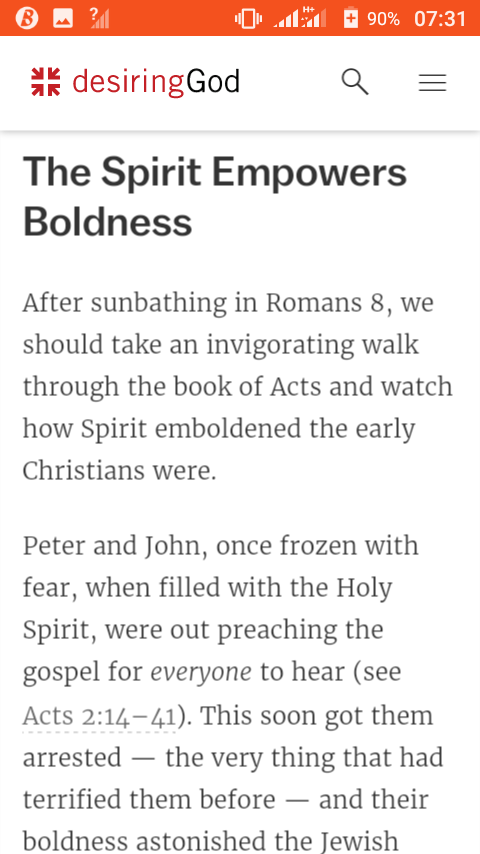 90% 07:31
desiringGod
The Spirit Empowers
Boldness
After sunbathing in Romans 8, we
should take an invigorating walk
through the book of Acts and watch
how Spirit emboldened the early
Christians were.
Peter and John, once frozen with
fear, when filled with the Holy
Spirit, were out preaching the
gospel for everyone to hear (see
Acts 2:14–41). This soon got them
arrested — the very thing that had
terrified them before — and their
boldness astonished the Jewish